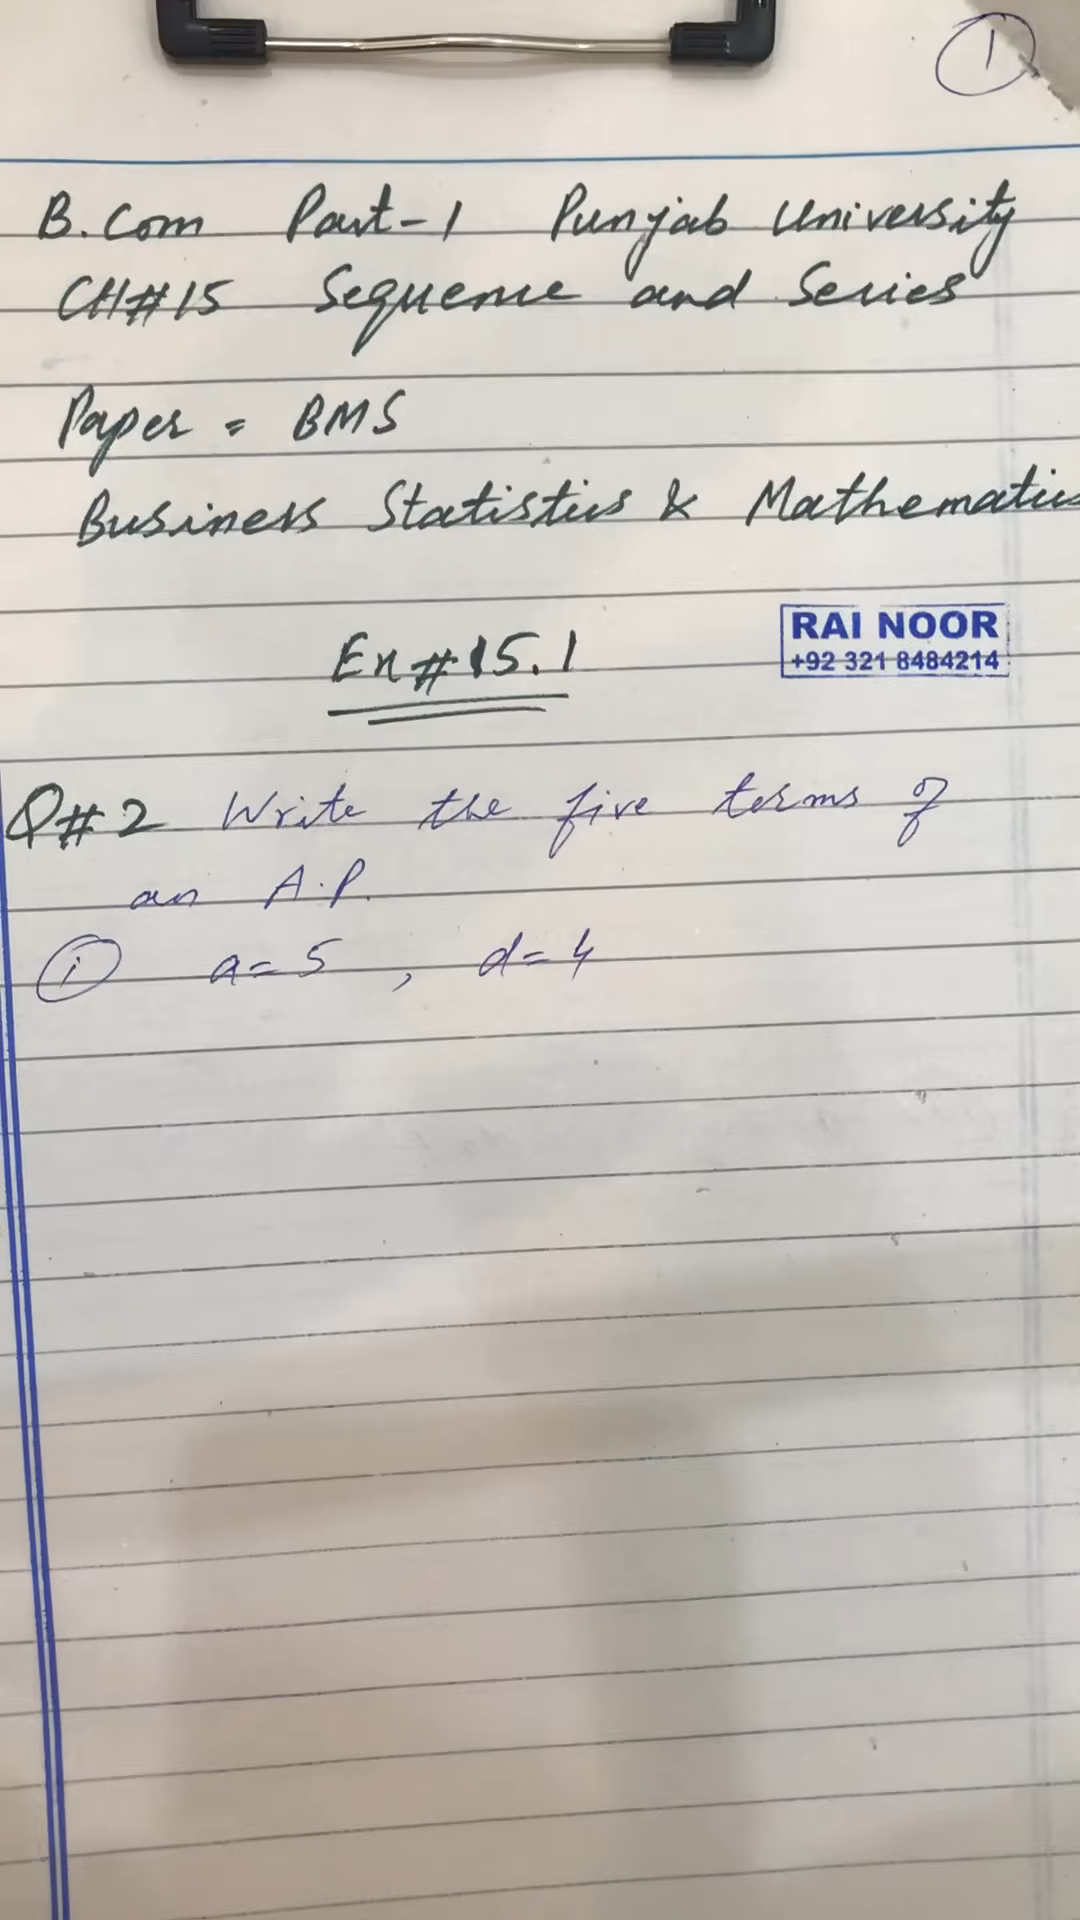 1
B.Com Part-1 Punjab University
CH#15 Sequence and Series
Paper = BMS
Business Statistics & Mathematics
RAI NOOR
+92 321 8484214
Ex#15.1
Q#2 Write the five terms of
an A.P.
i a=5 , d=4